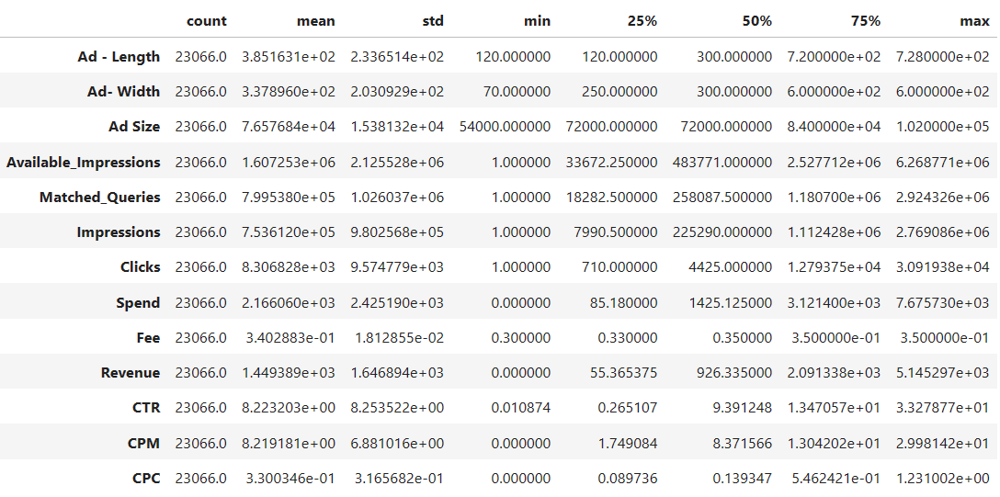 count mean std min 25% 50% 75% max
Ad - Length 23066.0 3.851631e+02 2.336514e+02 120.000000 120.000000 300.000000 7.200000e+02 7.280000e+02
Ad- Width 23066.0 3.378960e+02 2.030929e+02 70.000000 250.000000 300.000000 6.000000e+02 6.000000e+02
Ad Size 23066.0 7.657684e+04 1.538132e+04 54000.000000 72000.000000 72000.000000 8.400000e+04 1.020000e+05
Available_Impressions 23066.0 1.607253e+06 2.125528e+06 1.000000 33672.250000 483771.000000 2.527712e+06 6.268771e+06
Matched_Queries 23066.0 7.995380e+05 1.026037e+06 1.000000 18282.500000 258087.500000 1.180700e+06 2.924326e+06
Impressions 23066.0 7.536120e+05 9.802568e+05 1.000000 7990.500000 225290.000000 1.112428e+06 2.769086e+06
Clicks 23066.0 8.306828e+03 9.574779e+03 1.000000 710.000000 4425.000000 1.279375e+04 3.091938e+04
Spend 23066.0 2.166060e+03 2.425190e+03 0.000000 85.180000 1425.125000 3.121400e+03 7.675730e+03
Fee 23066.0 3.402883e-01 1.812855e-02 0.300000 0.330000 0.350000 3.500000e-01 3.500000e-01
Revenue 23066.0 1.449389e+03 1.646894e+03 0.000000 55.365375 926.335000 2.091338e+03 5.145297e+03
CTR 23066.0 8.223203e+00 8.253522e+00 0.010874 0.265107 9.391248 1.347057e+01 3.327877e+01
CPM 23066.0 8.219181e+00 6.881016e+00 0.000000 1.749084 8.371566 1.304202e+01 2.998142e+01
CPC 23066.0 3.300346e-01 3.165682e-01 0.000000 0.089736 0.139347 5.462421e-01 1.231002e+00